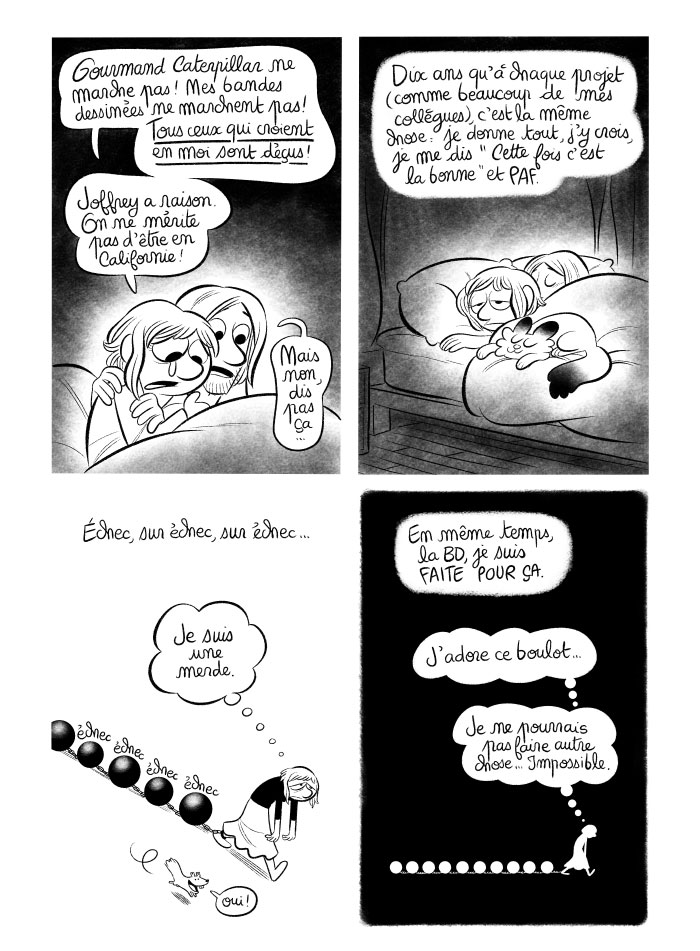 Gourmand Caterpillar ne
marche pas! Mes bandes
dessinées ne marchent pas!
Tous ceux qui croient
en moi sont déçus!
Joffrey a raison.
On ne mérite
pas d'être en
Californie!
Mais
non,
dis
pas
ça
...
Dix ans qu'à chaque projet
(comme beaucoup de mes
collègues), c'est la même
chose: je donne tout, j'y crois,
je me dis "Cette fois c'est
la bonne" et PAF.
Échec, sur échec, sur échec...
Je suis
une
merde.
échec
échec
échec
échec
oui!
En même temps,
la BD, je suis
FAITE POUR ÇA.
J'adore ce boulot...
Je ne pourrais
pas faire autre
chose... Impossible.